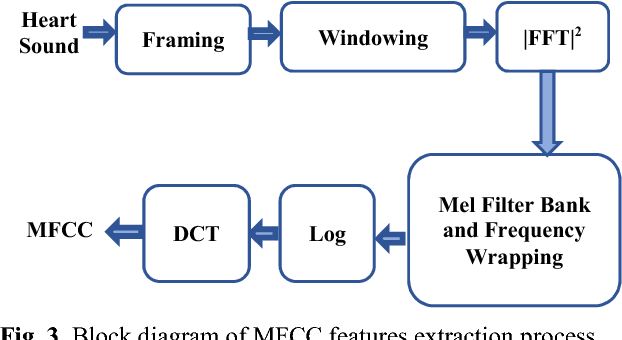 Heart
Sound
Framing
Windowing
|FFT|²
Mel Filter Bank
and Frequency
Wrapping
Log
DCT
MFCC
Fig. 3. Block diagram of MFCC features extraction process